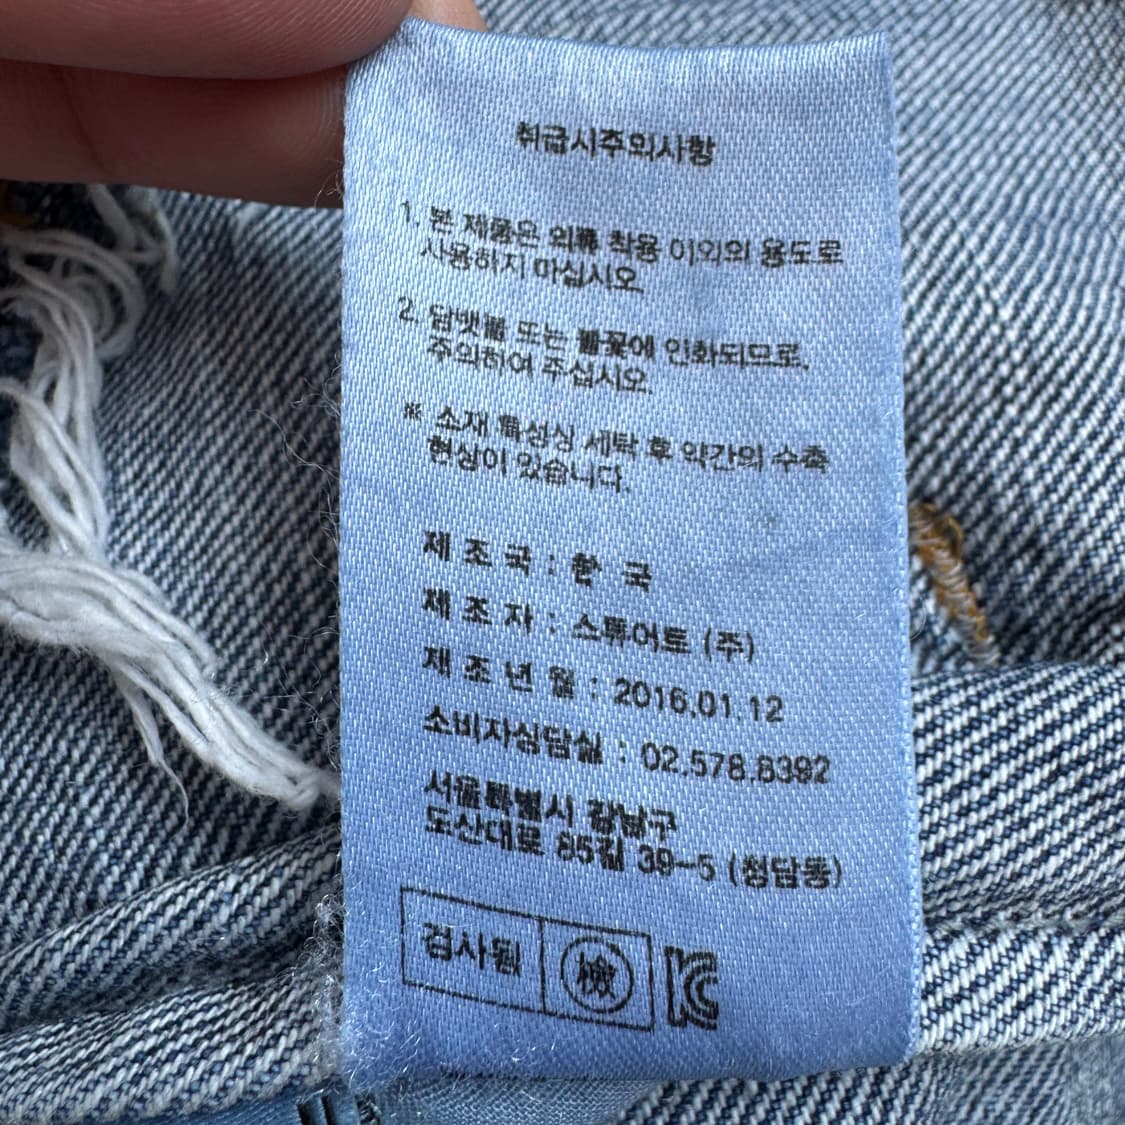 취급시주의사항
1. 본 제품은 의류 착용 이외의 용도로
사용하지 마십시오.
2. 담뱃불 또는 불꽃에 인화되므로,
주의하여 주십시오.
※ 소재 특성상 세탁 후 약간의 수축
현상이 있습니다.
제조국 : 한국
제조자 : 스튜어트 (주)
제조년월 : 2016.01.12
소비자상담실 : 02.578.8392
서울특별시 강남구
도산대로 85길 39-5 (청담동)
검사필 檢 KC